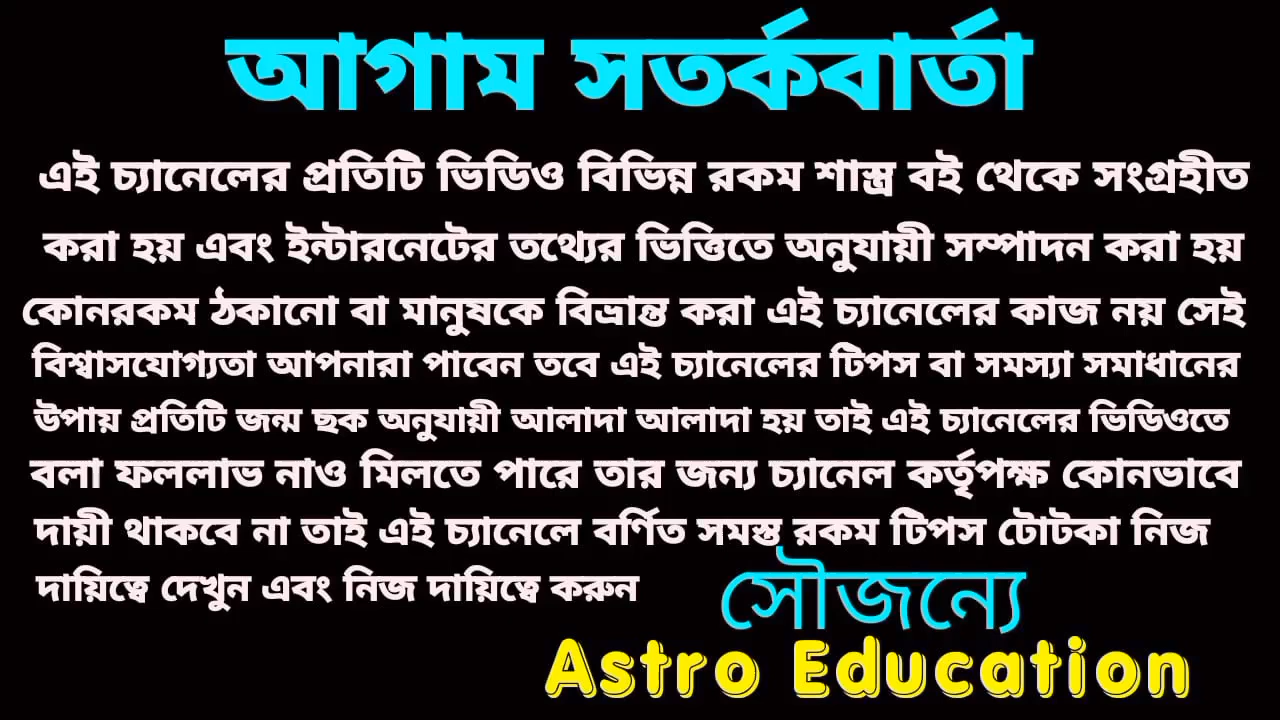 আগাম সতর্কবার্তা
এই চ্যানেলের প্রতিটি ভিডিও বিভিন্ন রকম শাস্ত্র বই থেকে সংগ্রহীত
করা হয় এবং ইন্টারনেটের তথ্যের ভিত্তিতে অনুযায়ী সম্পাদন করা হয়
কোনরকম ঠকানো বা মানুষকে বিভ্রান্ত করা এই চ্যানেলের কাজ নয় সেই
বিশ্বাসযোগ্যতা আপনারা পাবেন তবে এই চ্যানেলের টিপস বা সমস্যা সমাধানের
উপায় প্রতিটি জন্ম ছক অনুযায়ী আলাদা আলাদা হয় তাই এই চ্যানেলের ভিডিওতে
বলা ফললাভ নাও মিলতে পারে তার জন্য চ্যানেল কর্তৃপক্ষ কোনভাবে
দায়ী থাকবে না তাই এই চ্যানেলে বর্ণিত সমস্ত রকম টিপস টোটকা নিজ
দায়িত্বে দেখুন এবং নিজ দায়িত্বে করুন
সৌজন্যে
Astro Education